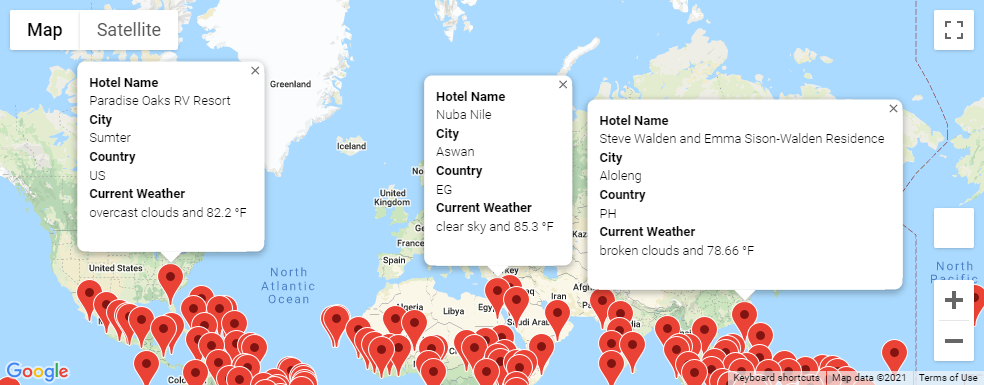 Map
Satellite
Greenland
Iceland
Hotel Name
Paradise Oaks RV Resort
City
Sumter
Country
US
Current Weather
overcast clouds and 82.2 °F
Hotel Name
Nuba Nile
City
Aswan
Country
EG
Current Weather
clear sky and 85.3 °F
Hotel Name
Steve Walden and Emma Sison-Walden Residence
City
Aloleng
Country
PH
Current Weather
broken clouds and 78.66 °F
United
Kingdom
France
Spain
United States
North
Atlantic
Ocean
Libya
Saudi Arabia
Iran
North
Pacific
Google
Keyboard shortcuts
Map data ©2021
Terms of Use